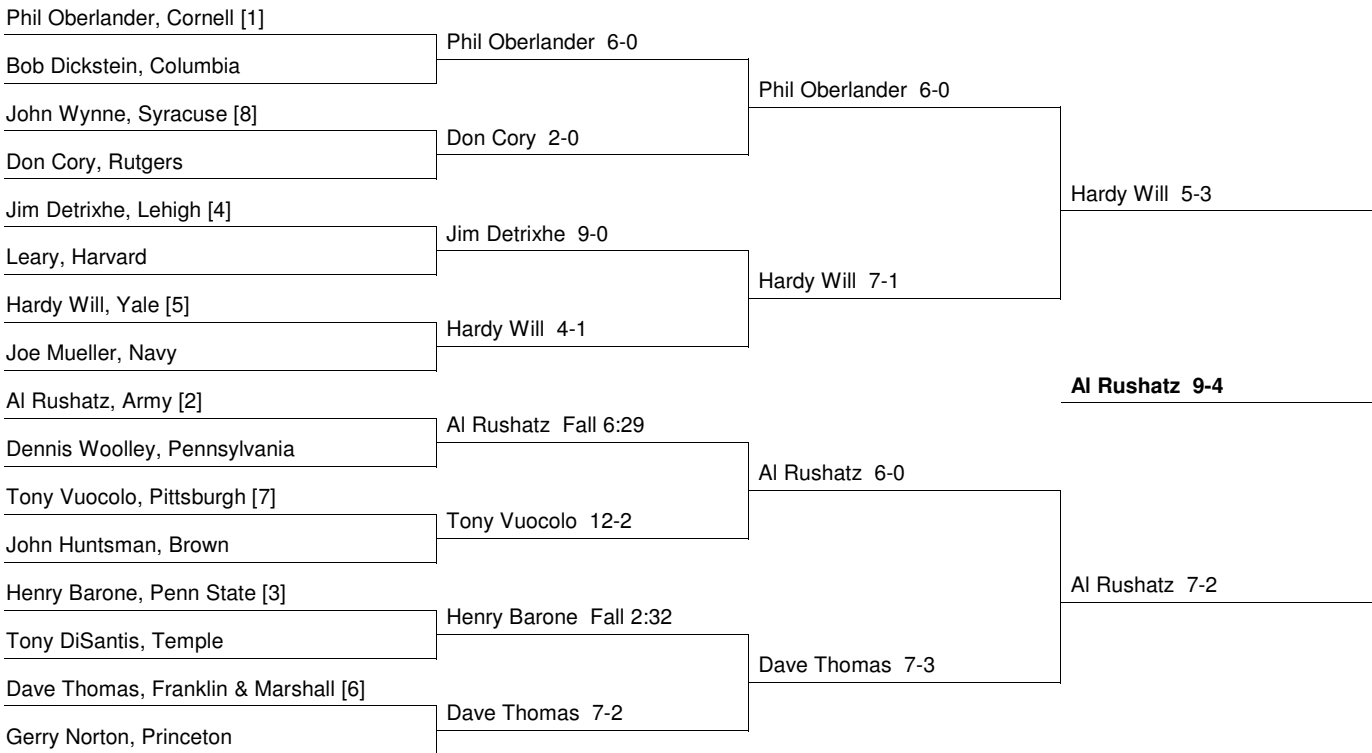 Phil Oberlander, Cornell [1]
Phil Oberlander 6-0
Bob Dickstein, Columbia
Phil Oberlander 6-0
John Wynne, Syracuse [8]
Don Cory 2-0
Don Cory, Rutgers
Hardy Will 5-3
Jim Detrixhe, Lehigh [4]
Jim Detrixhe 9-0
Leary, Harvard
Hardy Will 7-1
Hardy Will, Yale [5]
Hardy Will 4-1
Joe Mueller, Navy
Al Rushatz 9-4
Al Rushatz, Army [2]
Al Rushatz Fall 6:29
Dennis Woolley, Pennsylvania
Al Rushatz 6-0
Tony Vuocolo, Pittsburgh [7]
Tony Vuocolo 12-2
John Huntsman, Brown
Al Rushatz 7-2
Henry Barone, Penn State [3]
Henry Barone Fall 2:32
Tony DiSantis, Temple
Dave Thomas 7-3
Dave Thomas, Franklin & Marshall [6]
Dave Thomas 7-2
Gerry Norton, Princeton